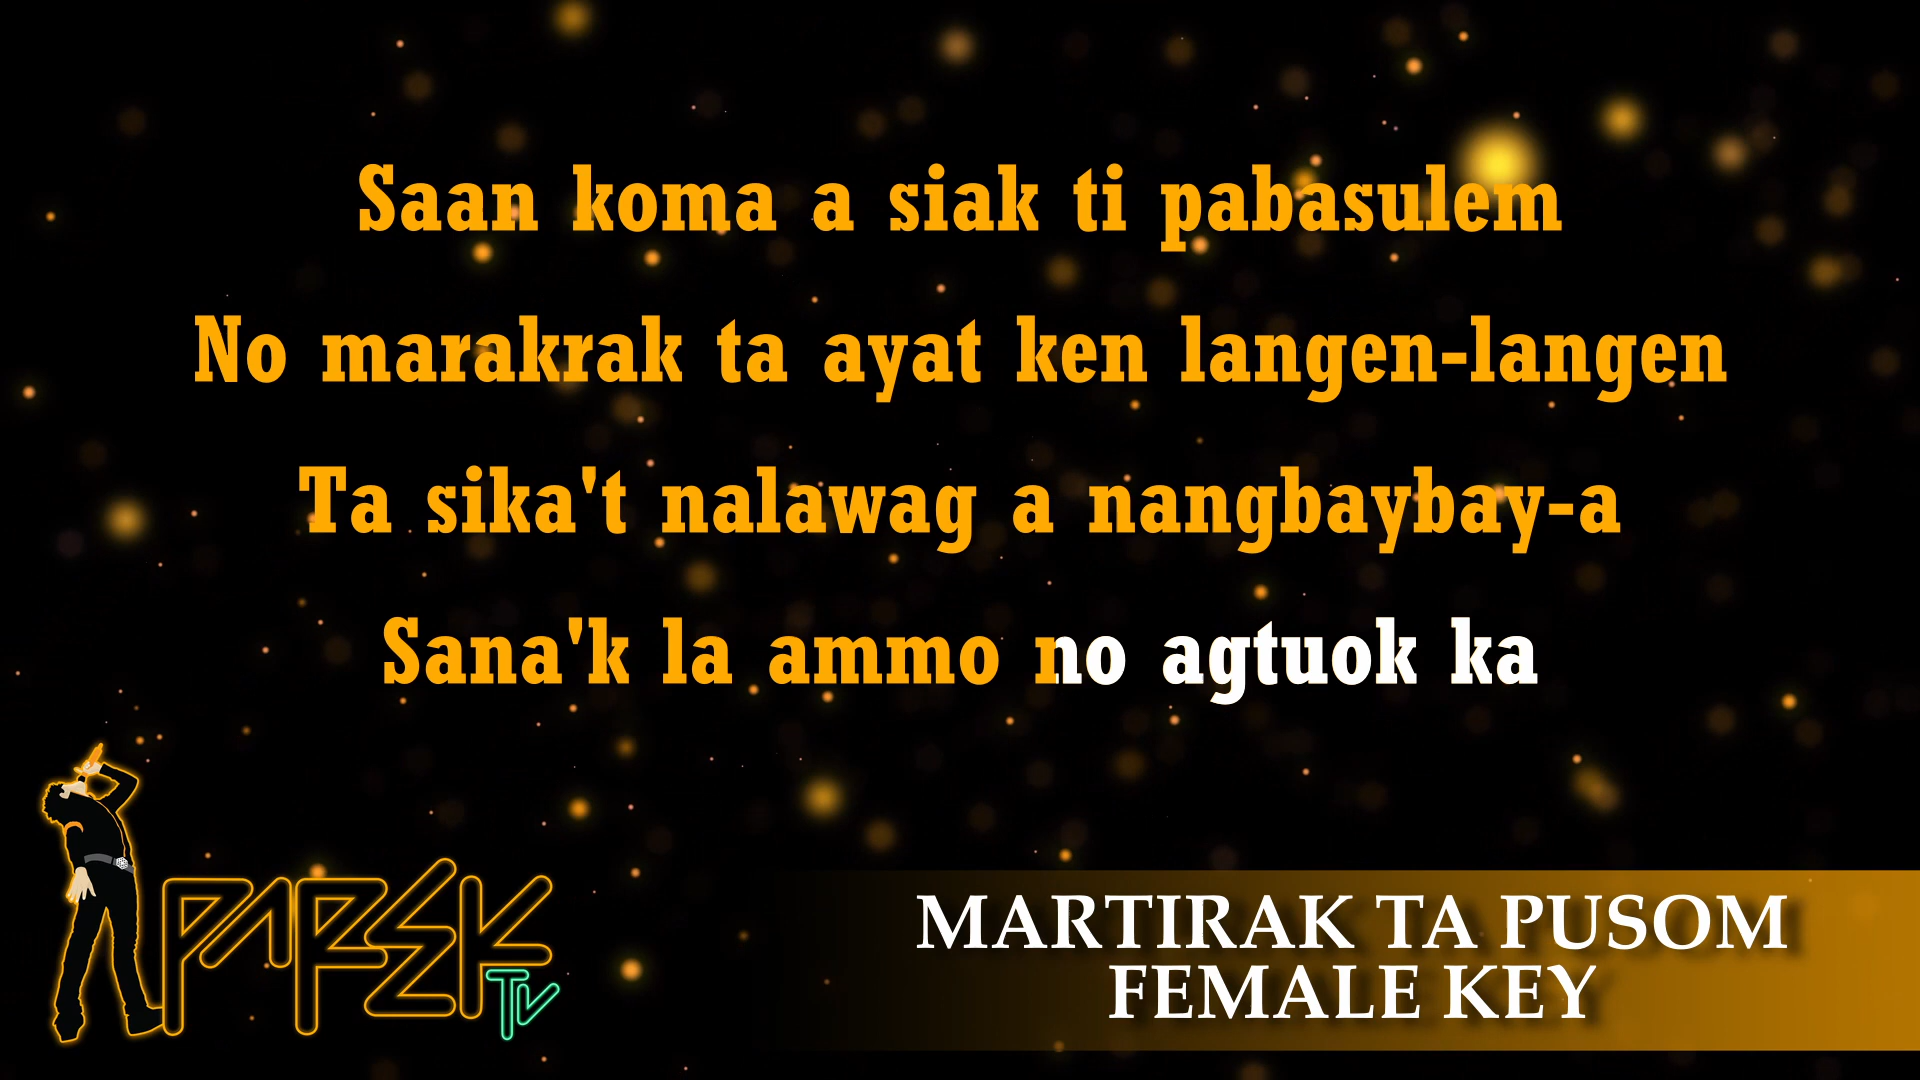 Saan koma a siak ti pabasulem
No marakrak ta ayat ken langen-langen
Ta sika't nalawag a nangbaybay-a
Sana'k la ammo no agtuok ka
PAPEK TV
MARTIRAK TA PUSOM
FEMALE KEY